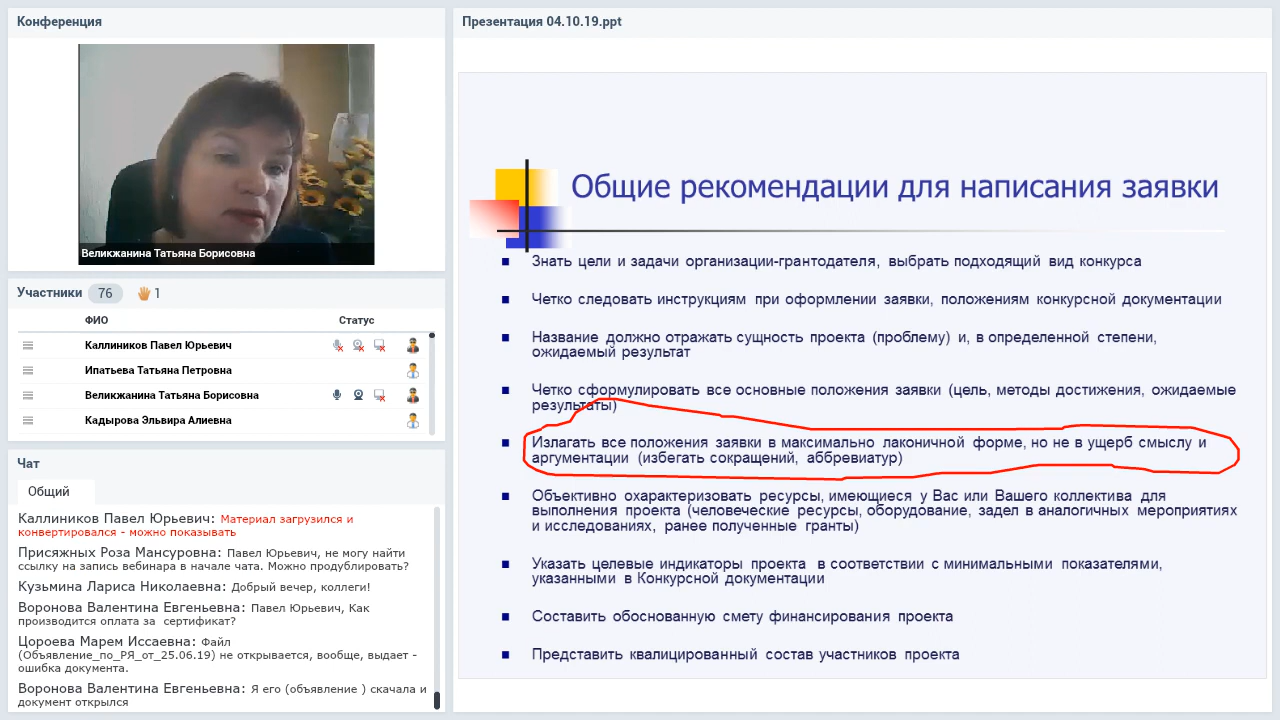 Конференция
Великжанина Татьяна Борисовна
Участники 76 1
ФИО Статус
Каллиников Павел Юрьевич
Ипатьева Татьяна Петровна
Великжанина Татьяна Борисовна
Кадырова Эльвира Алиевна
Чат
Общий
Каллиников Павел Юрьевич: Материал загрузился и
конвертировался - можно показывать
Присяжных Роза Мансуровна: Павел Юрьевич, не могу найти
ссылку на запись вебинара в начале чата. Можно продублировать?
Кузьмина Лариса Николаевна: Добрый вечер, коллеги!
Воронова Валентина Евгеньевна: Павел Юрьевич, Как
производится оплата за сертификат?
Цороева Марем Иссаевна: Файл
(Объявление_по_РЯ_от_25.06.19) не открывается, вообще, выдает -
ошибка документа.
Воронова Валентина Евгеньевна: Я его (объявление ) скачала и
документ открылся
Презентация 04.10.19.ppt
Общие рекомендации для написания заявки
Знать цели и задачи организации-грантодателя, выбрать подходящий вид конкурса
Четко следовать инструкциям при оформлении заявки, положениям конкурсной документации
Название должно отражать сущность проекта (проблему) и, в определенной степени,
ожидаемый результат
Четко сформулировать все основные положения заявки (цель, методы достижения, ожидаемые
результаты)
Излагать все положения заявки в максимально лаконичной форме, но не в ущерб смыслу и
аргументации (избегать сокращений, аббревиатур)
Объективно охарактеризовать ресурсы, имеющиеся у Вас или Вашего коллектива для
выполнения проекта (человеческие ресурсы, оборудование, задел в аналогичных мероприятиях
и исследованиях, ранее полученные гранты)
Указать целевые индикаторы проекта в соответствии с минимальными показателями,
указанными в Конкурсной документации
Составить обоснованную смету финансирования проекта
Представить квалицированный состав участников проекта